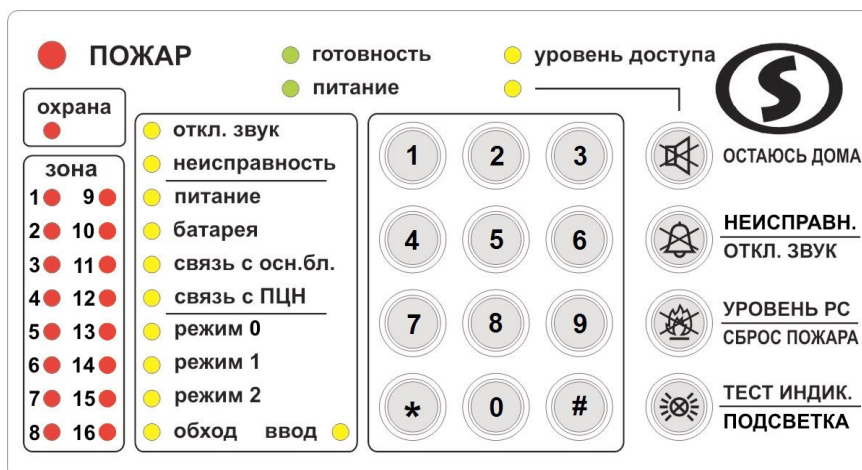 ПОЖАР
готовность
уровень доступа
питание
охрана
зона
1 9
2 10
3 11
4 12
5 13
6 14
7 15
8 16
откл. звук
неисправность
питание
батарея
связь с осн.бл.
связь с ПЦН
режим 0
режим 1
режим 2
обход ввод
1 2 3
4 5 6
7 8 9
* 0 #
S
ОСТАЮСЬ ДОМА
НЕИСПРАВН.
ОТКЛ. ЗВУК
УРОВЕНЬ РС
СБРОС ПОЖАРА
ТЕСТ ИНДИК.
ПОДСВЕТКА